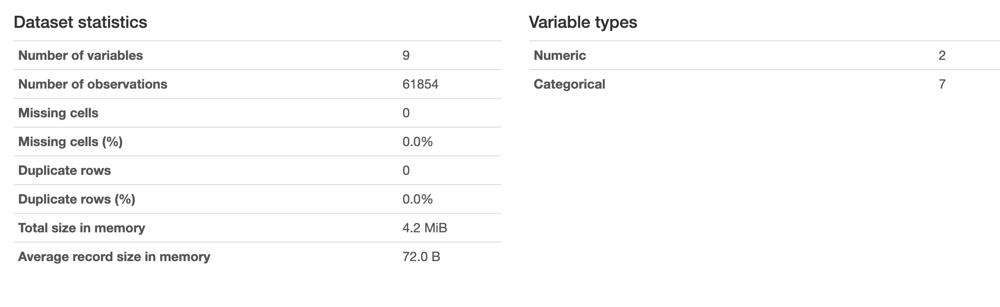 Dataset statistics
Number of variables 9
Number of observations 61854
Missing cells 0
Missing cells (%) 0.0%
Duplicate rows 0
Duplicate rows (%) 0.0%
Total size in memory 4.2 MiB
Average record size in memory 72.0 B
Variable types
Numeric 2
Categorical 7